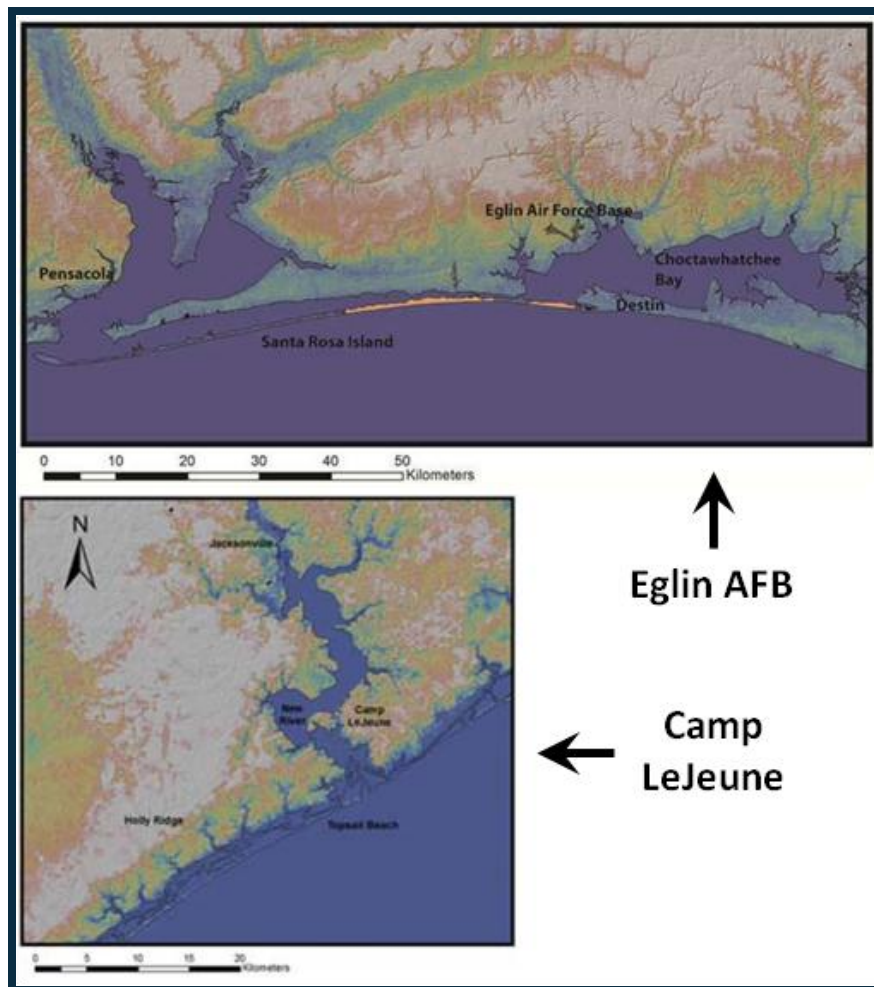 Eglin Air Force Base
Pensacola
Choctawhatchee
Bay
Destin
Santa Rosa Island
0 10 20 30 40 50
Kilometers
Eglin AFB
N
Jacksonville
New
River
Camp
LeJeune
Holly Ridge
Topsail Beach
0 5 10 15 20
Kilometers
Camp
LeJeune